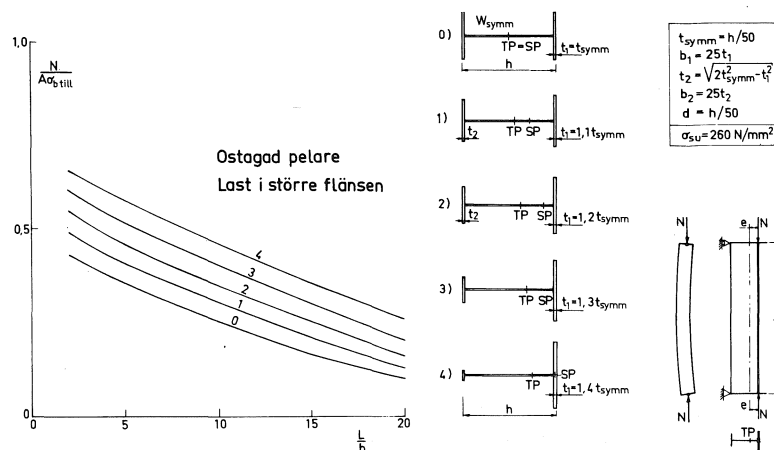 1,0
N
Aσb till
Ostagad pelare
Last i större flänsen
0,5
4
3
2
1
0
0
0
5
10
15
20
L
h
0)
Wsymm
TP=SP
t1=tsymm
h
1)
t2
TP SP
t1=1,1tsymm
2)
t2
TP SP
t1=1,2tsymm
3)
TP SP
t1=1,3tsymm
4)
TP
SP
t1=1,4tsymm
h
tsymm=h/50
b1=25t1
t2=√2t²symm-t1²
b2=25t2
d =h/50
σsu=260 N/mm²
N
e
N
N
e
N
TP